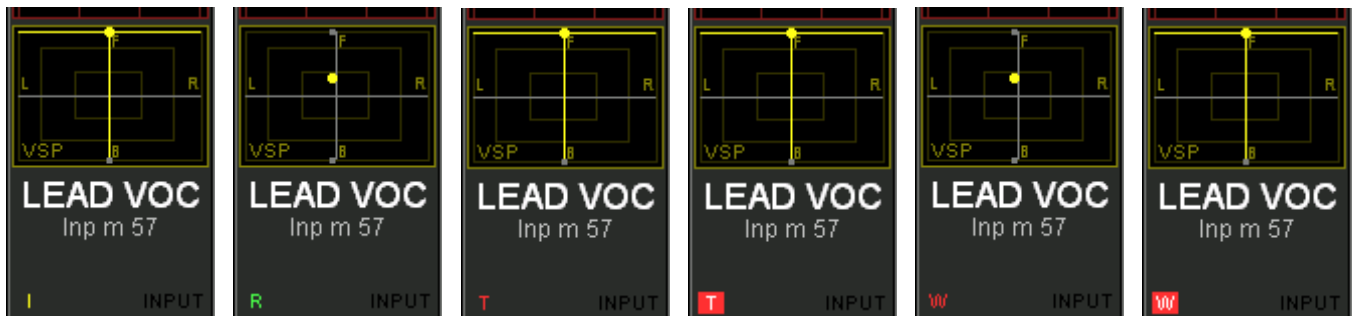 F F F F F F
L R L R L R L R L R L R
VSP B VSP B VSP B VSP B VSP B VSP B
LEAD VOC LEAD VOC LEAD VOC LEAD VOC LEAD VOC LEAD VOC
Inp m 57 Inp m 57 Inp m 57 Inp m 57 Inp m 57 Inp m 57
I INPUT R INPUT T INPUT T INPUT W INPUT W INPUT